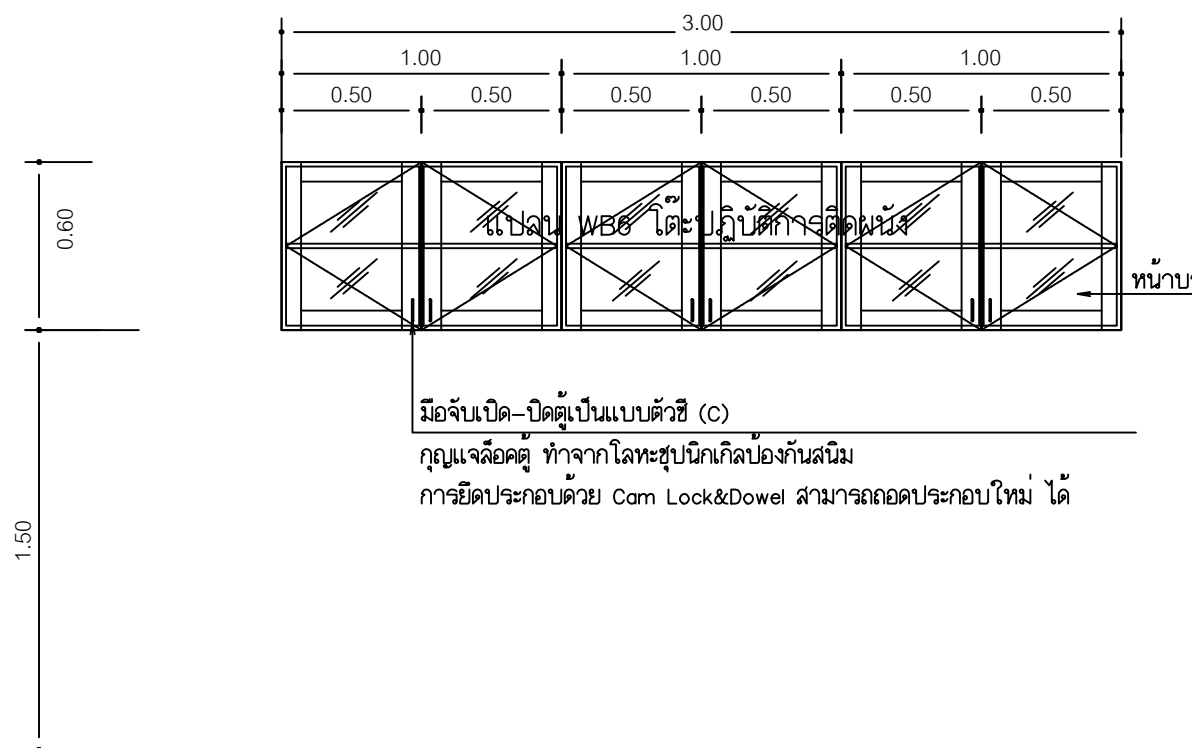 3.00
1.00 1.00 1.00
0.50 0.50 0.50 0.50 0.50 0.50
0.60
แปลน WB6 โต๊ะปฏิบัติการติดผนัง
หน้าบ
มือจับเปิด-ปิดตู้เป็นแบบตัวซี (C)
กุญแจล็อคตู้ ทำจากโลหะชุปนิกเกิลป้องกันสนิม
การยึดประกอบด้วย Cam Lock&Dowel สามารถถอดประกอบใหม่ ได้
1.50